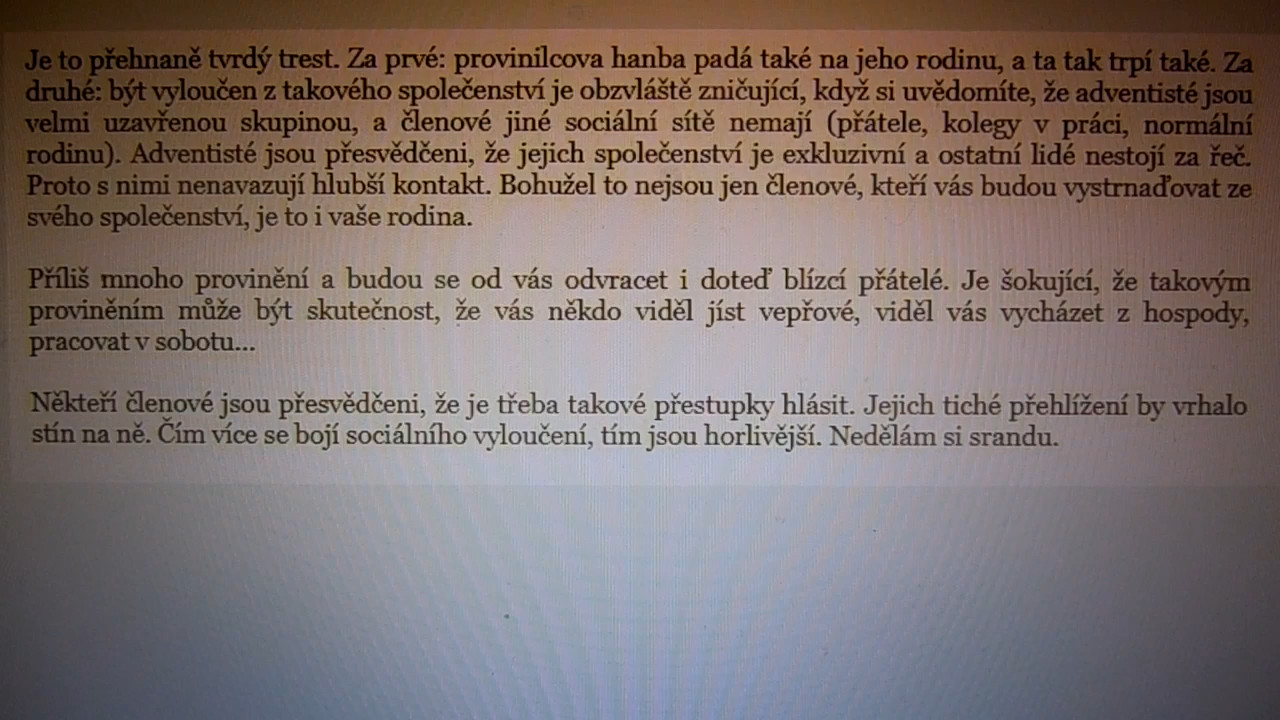 Je to přehnaně tvrdý trest. Za prvé: provinilcova hanba padá také na jeho rodinu, a ta tak trpí také. Za
druhé: být vyloučen z takového společenství je obzvláště zničující, když si uvědomíte, že adventisté jsou
velmi uzavřenou skupinou, a členové jiné sociální sítě nemají (přátele, kolegy v práci, normální
rodinu). Adventisté jsou přesvědčeni, že jejich společenství je exkluzivní a ostatní lidé nestojí za řeč.
Proto s nimi nenavazují hlubší kontakt. Bohužel to nejsou jen členové, kteří vás budou vystrnaďovat ze
svého společenství, je to i vaše rodina.
Příliš mnoho provinění a budou se od vás odvracet i doteď blízcí přátelé. Je šokující, že takovým
proviněním může být skutečnost, že vás někdo viděl jíst vepřové, viděl vás vycházet z hospody,
pracovat v sobotu...
Někteří členové jsou přesvědčeni, že je třeba takové přestupky hlásit. Jejich tiché přehlížení by vrhalo
stín na ně. Čím více se bojí sociálního vyloučení, tím jsou horlivější. Nedělám si srandu.